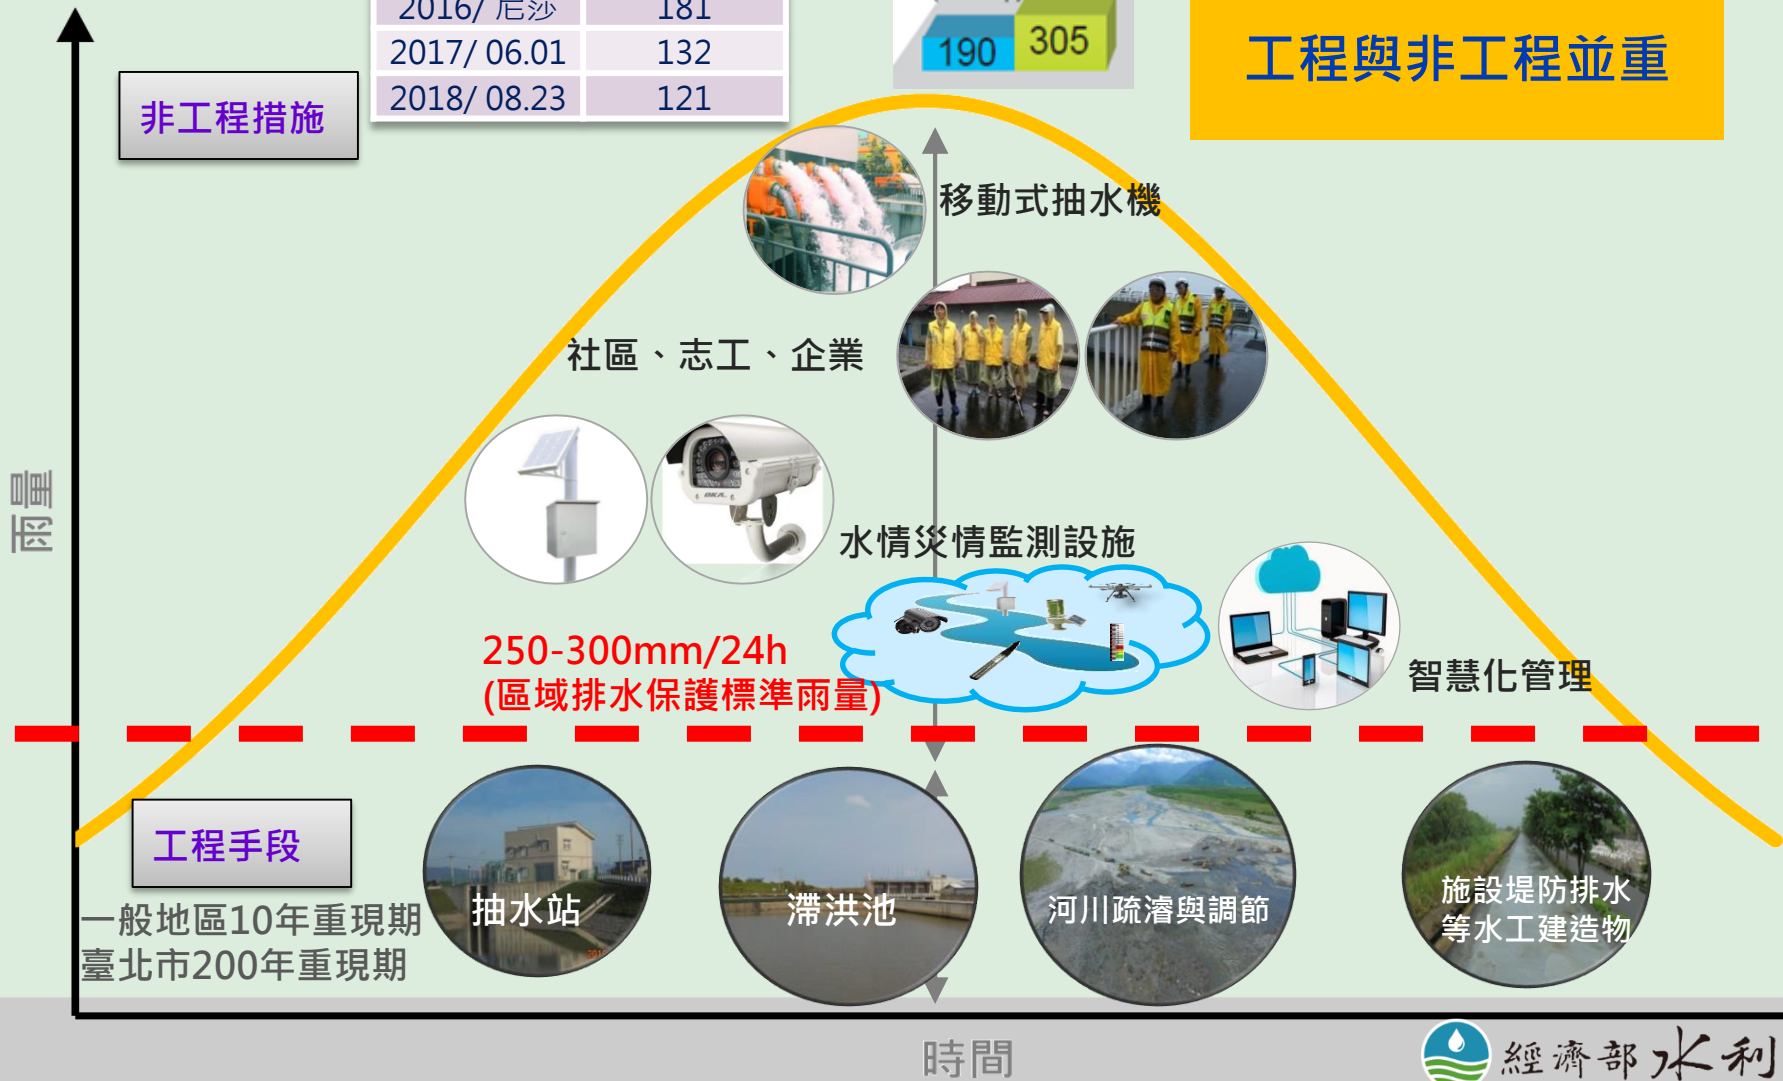 2016/ 尼莎 181
2017/ 06.01 132
2018/ 08.23 121
190 305
工程與非工程並重
非工程措施
移動式抽水機
社區、志工、企業
水情災情監測設施
250-300mm/24h
(區域排水保護標準雨量)
智慧化管理
雨量
工程手段
一般地區10年重現期
臺北市200年重現期
抽水站
滯洪池
河川疏濬與調節
施設堤防排水
等水工建造物
時間
經濟部水利